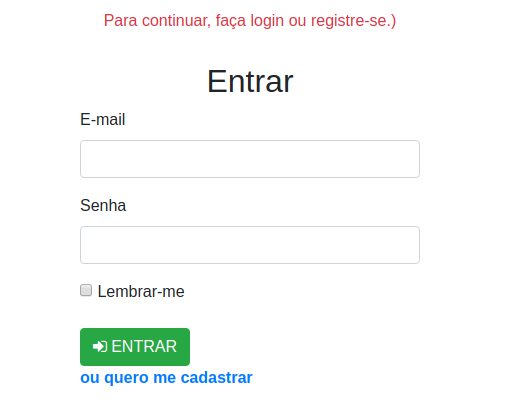 Para continuar, faça login ou registre-se.)
Entrar
E-mail
Senha
Lembrar-me
ENTRAR
ou quero me cadastrar